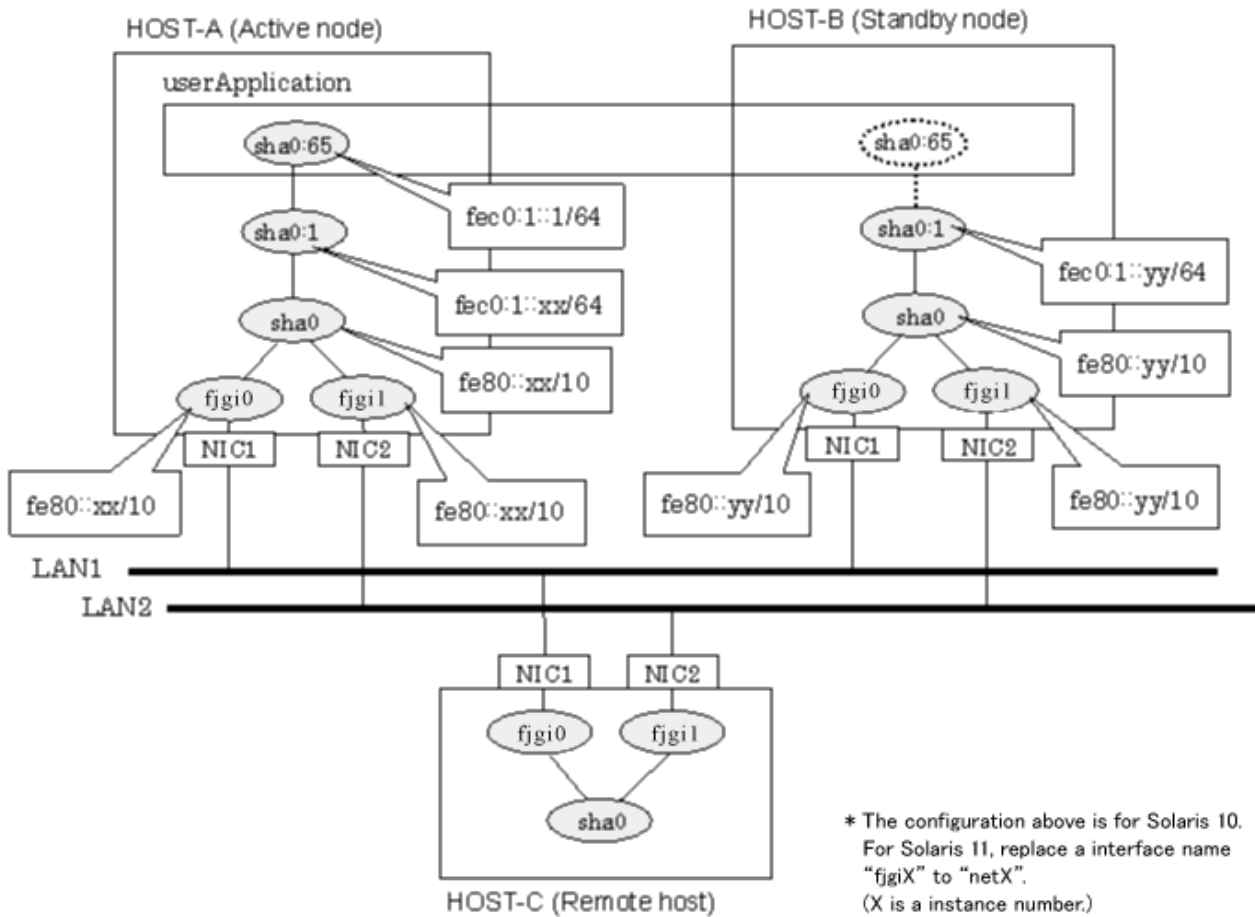 HOST-A (Active node)
HOST-B (Standby node)
userApplication
sha0:65
sha0:65
fec0:1::1/64
sha0:1
sha0:1
fec0:1::xx/64
fec0:1::yy/64
sha0
sha0
fe80::xx/10
fe80::yy/10
fjgi0
fjgi1
fjgi0
fjgi1
NIC1
NIC2
NIC1
NIC2
fe80::xx/10
fe80::xx/10
fe80::yy/10
fe80::yy/10
LAN1
LAN2
NIC1
NIC2
fjgi0
fjgi1
sha0
HOST-C (Remote host)
* The configuration above is for Solaris 10.
For Solaris 11, replace a interface name
“fjgiX” to “netX”.
(X is a instance number.)